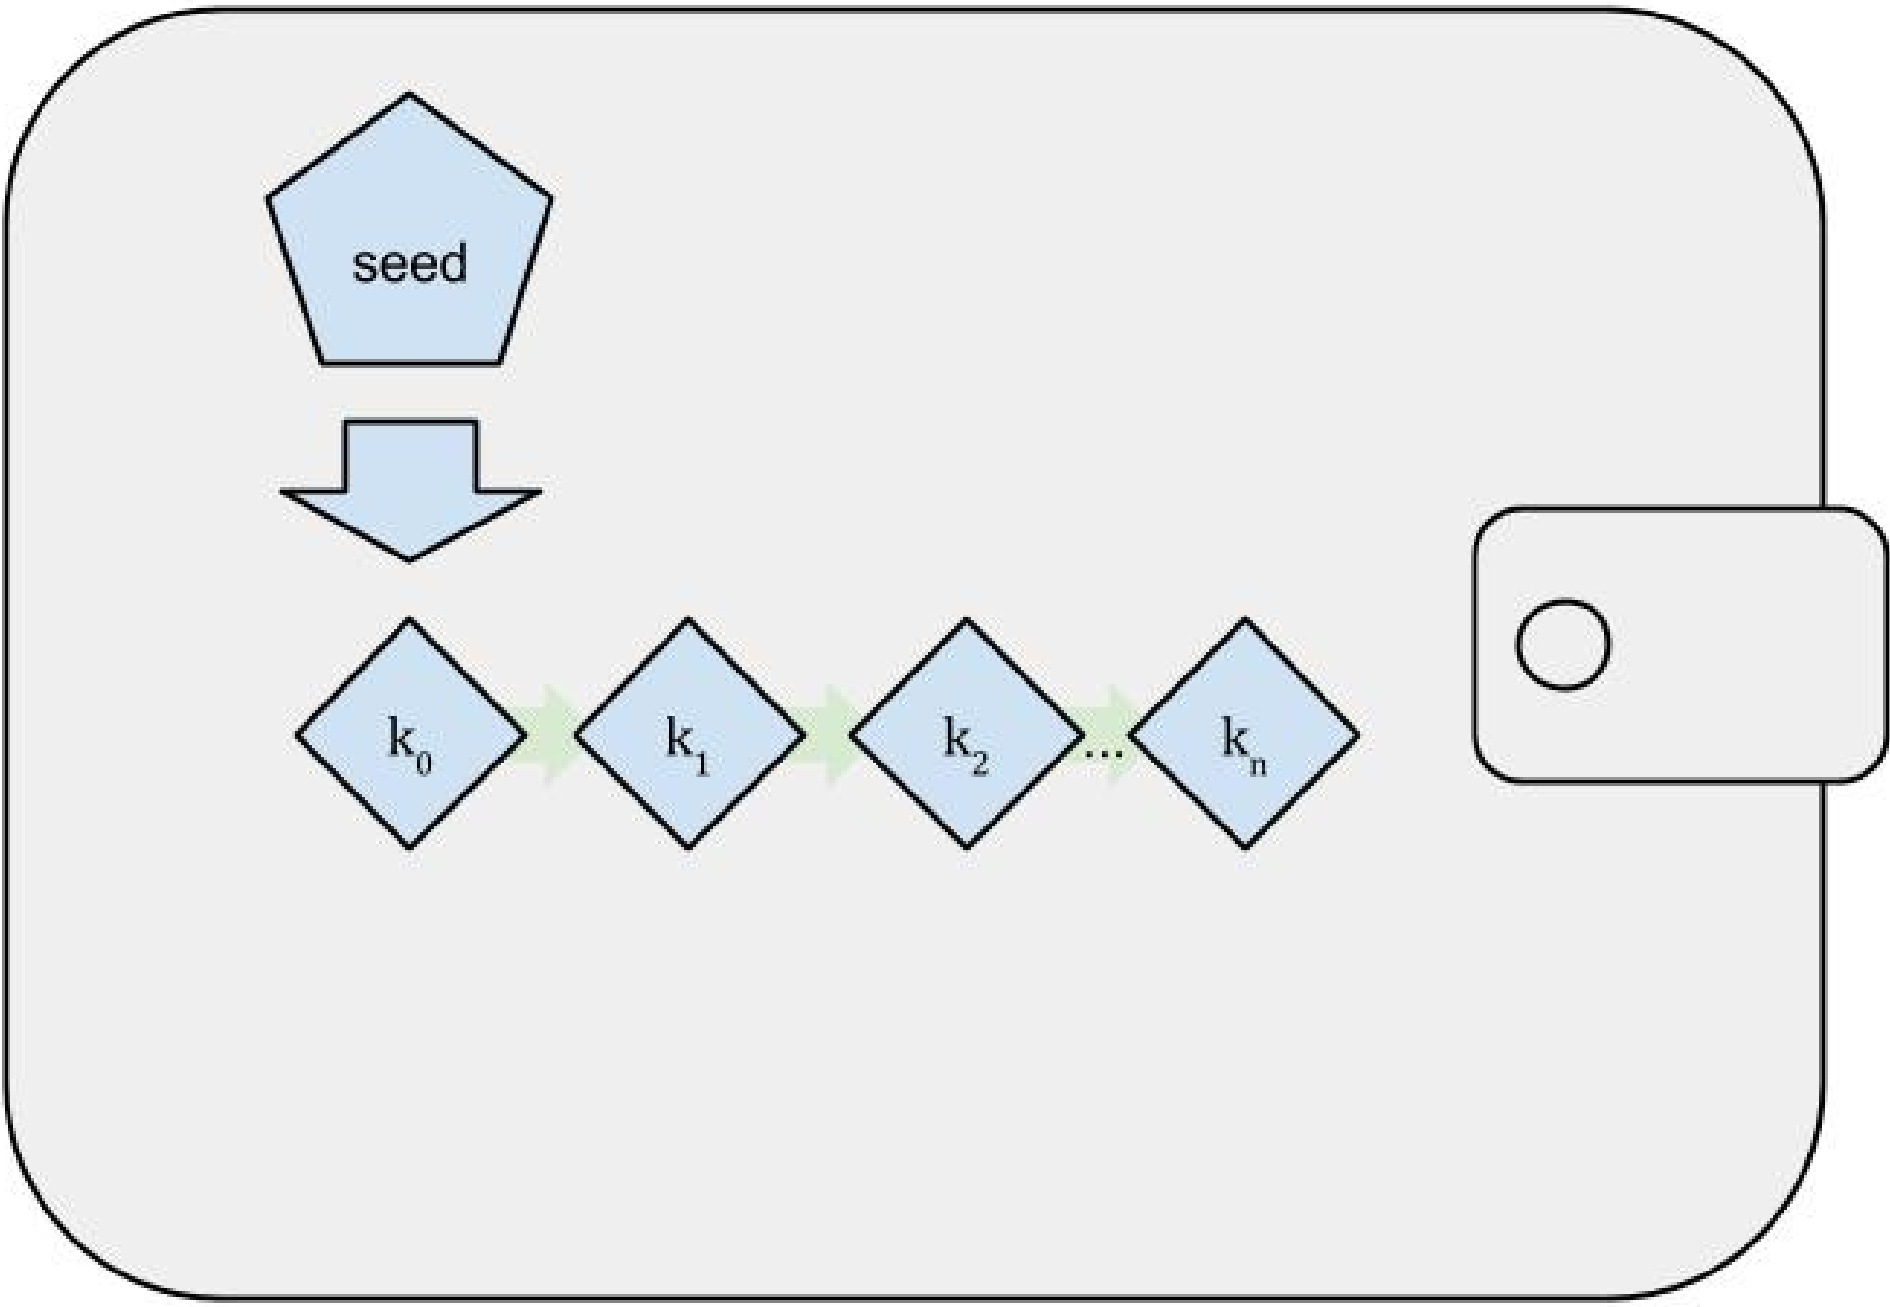 seed
k₀ k₁ k₂ ... kₙ